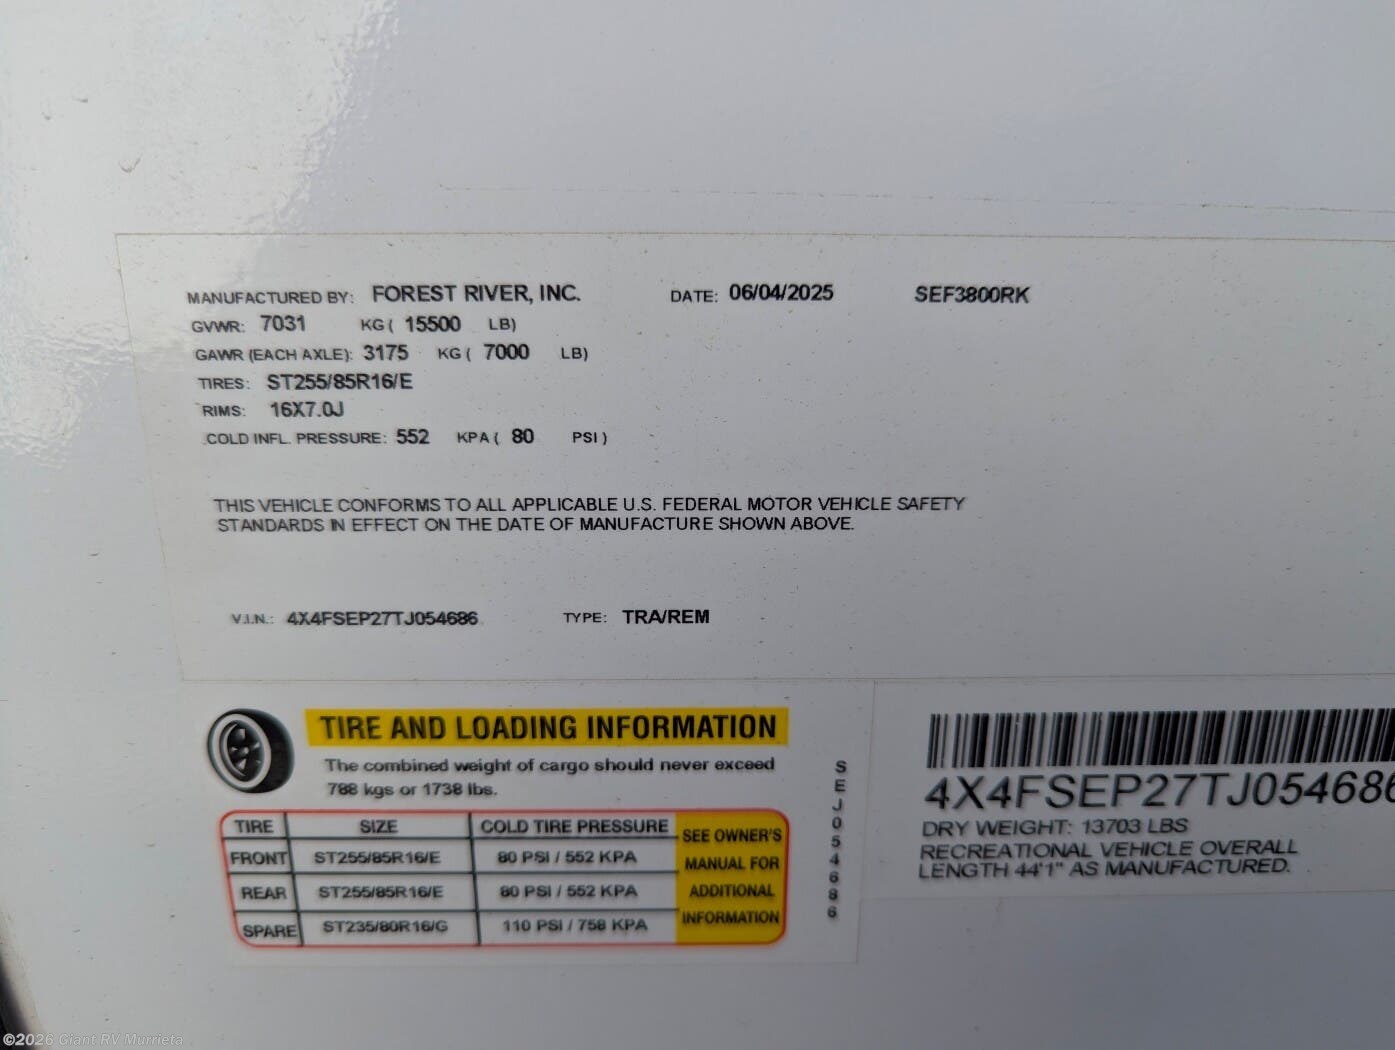 MANUFACTURED BY: FOREST RIVER, INC. DATE: 06/04/2025 SEF3800RK
GVWR: 7031 KG ( 15500 LB)
GAWR (EACH AXLE): 3175 KG ( 7000 LB)
TIRES: ST255/85R16/E
RIMS: 16X7.0J
COLD INFL. PRESSURE: 552 KPA ( 80 PSI )
THIS VEHICLE CONFORMS TO ALL APPLICABLE U.S. FEDERAL MOTOR VEHICLE SAFETY
STANDARDS IN EFFECT ON THE DATE OF MANUFACTURE SHOWN ABOVE.
V.I.N.: 4X4FSEP27TJ054686 TYPE: TRA/REM
TIRE AND LOADING INFORMATION
The combined weight of cargo should never exceed
788 kgs or 1738 lbs.
TIRE SIZE COLD TIRE PRESSURE
FRONT ST255/85R16/E 80 PSI / 552 KPA
REAR ST255/85R16/E 80 PSI / 552 KPA
SPARE ST235/80R16/G 110 PSI / 758 KPA
SEE OWNER'S
MANUAL FOR
ADDITIONAL
INFORMATION
SEJ054686
4X4FSEP27TJ054686
DRY WEIGHT: 13703 LBS
RECREATIONAL VEHICLE OVERALL
LENGTH 44'1" AS MANUFACTURED.
©2026 Giant RV Murrieta